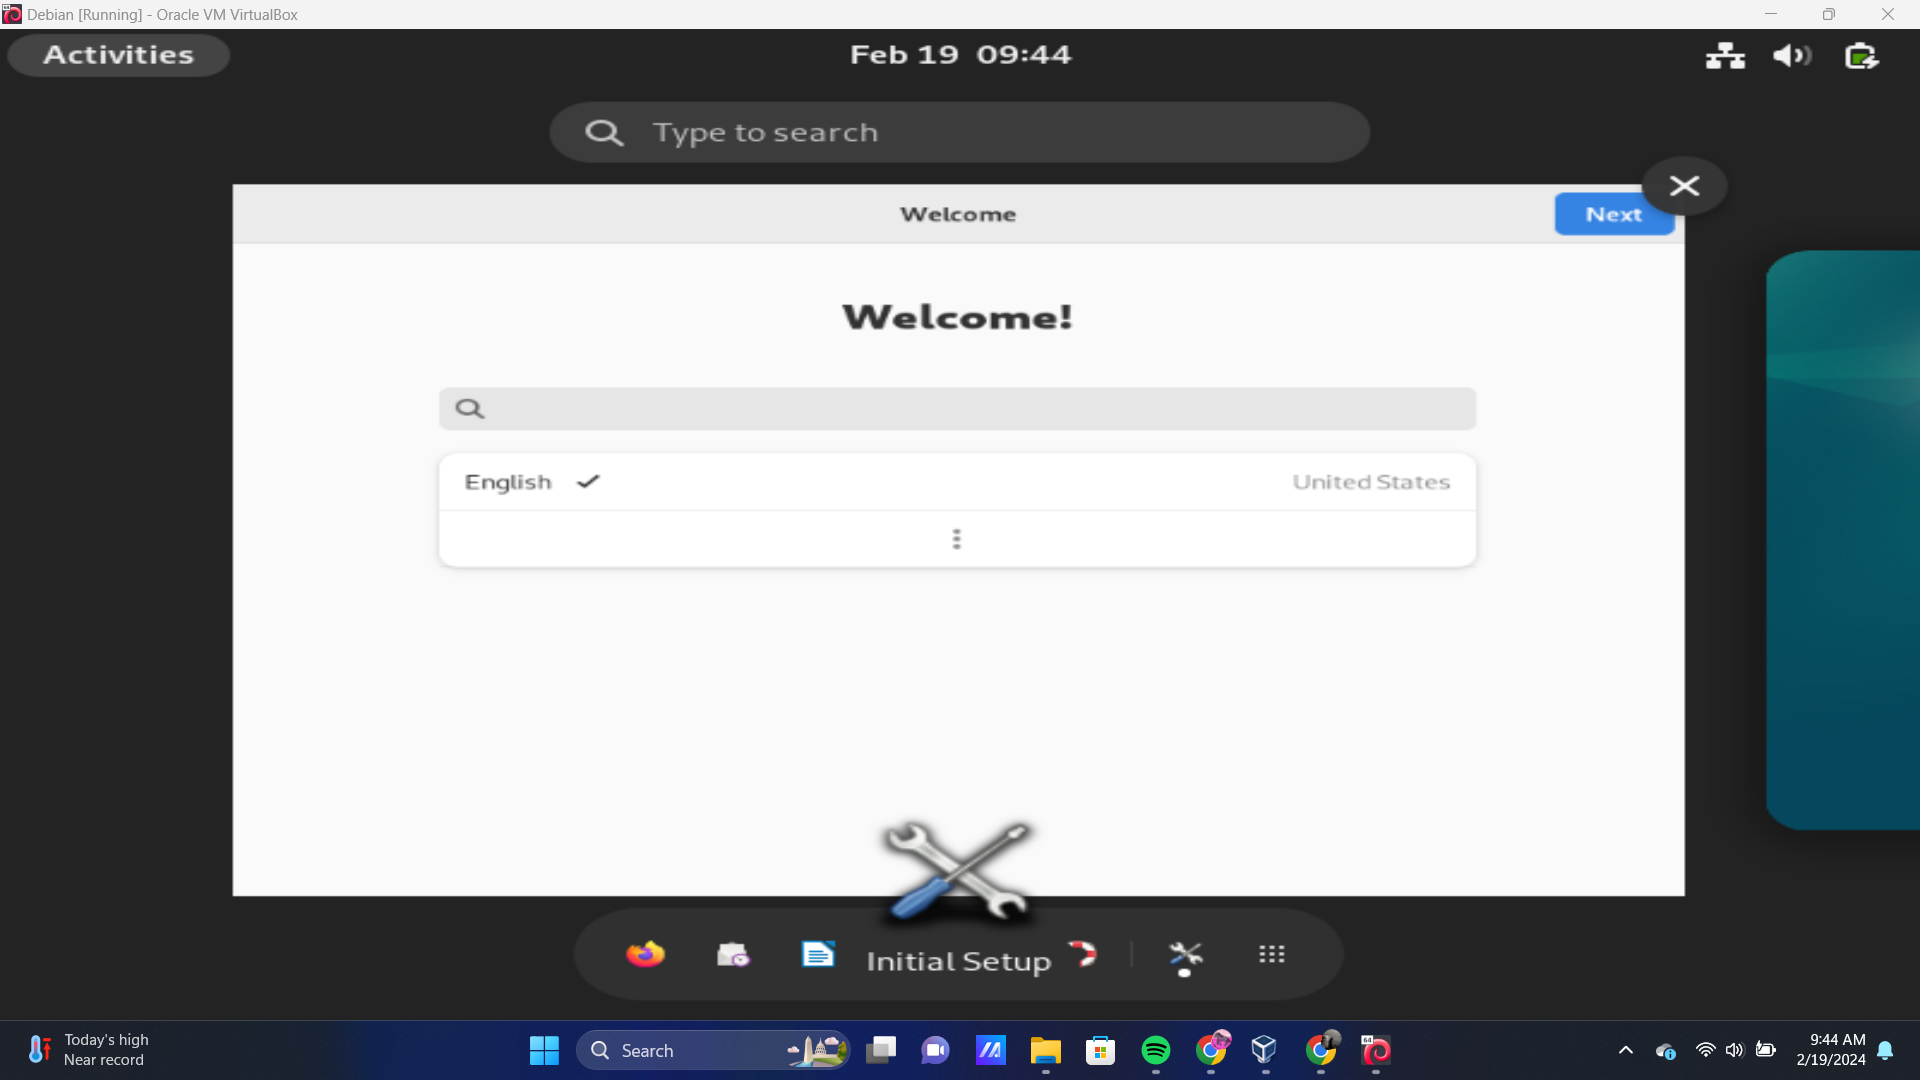 Debian [Running] - Oracle VM VirtualBox
Activities
Feb 19 09:44
Type to search
Welcome
Next
Welcome!
English
United States
Initial Setup
Today's high
Near record
Search
64
9:44 AM
2/19/2024